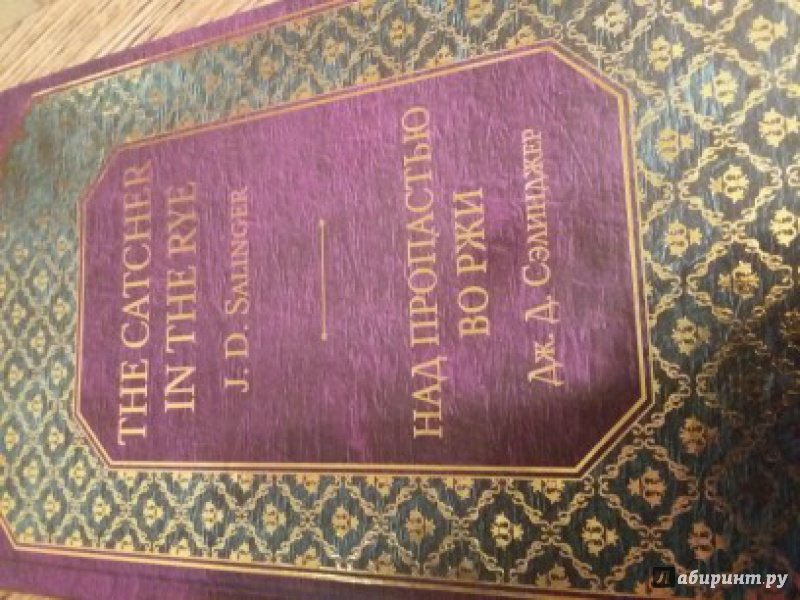 THE CATCHER
IN THE RYE
J. D. SALINGER
НАД ПРОПАСТЬЮ
ВО РЖИ
ДЖ. Д. СЭЛИНДЖЕР
Лабиринт.ру